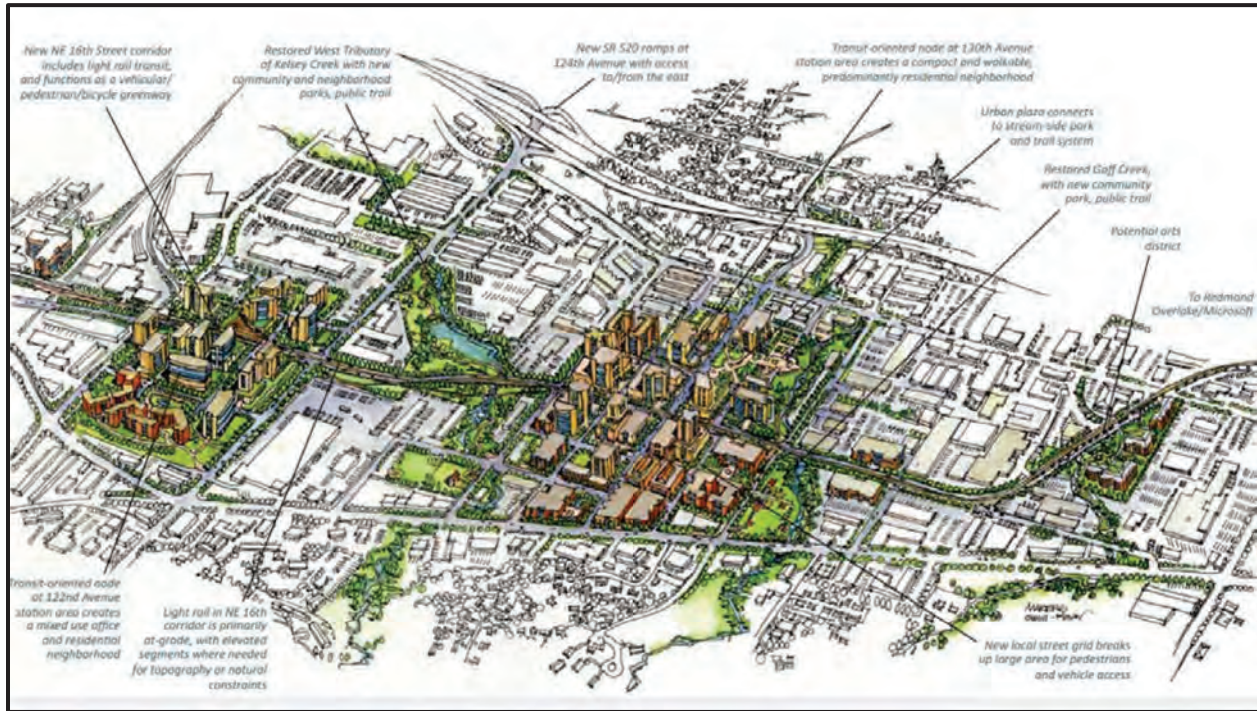 New NE 16th Street corridor
includes light rail transit,
and functions as a vehicular/
pedestrian/bicycle greenway
Restored West Tributary
of Kelsey Creek with new
community and neighborhood
parks, public trail
New SR 520 ramps at
124th Avenue with access
to/from the east
Transit-oriented node at 130th Avenue
station area creates a compact and walkable,
predominantly residential neighborhood
Urban plaza connects
to stream-side park
and trail system
Restored Goff Creek,
with new community
park, public trail
Potential arts
district
To Redmond
Overlake/Microsoft
Transit-oriented node
at 122nd Avenue
station area creates
a mixed use office
and residential
neighborhood
Light rail in NE 16th
corridor is primarily
at-grade, with elevated
segments where needed
for topography or natural
constraints
New local street grid breaks
up large area for pedestrians
and vehicle access